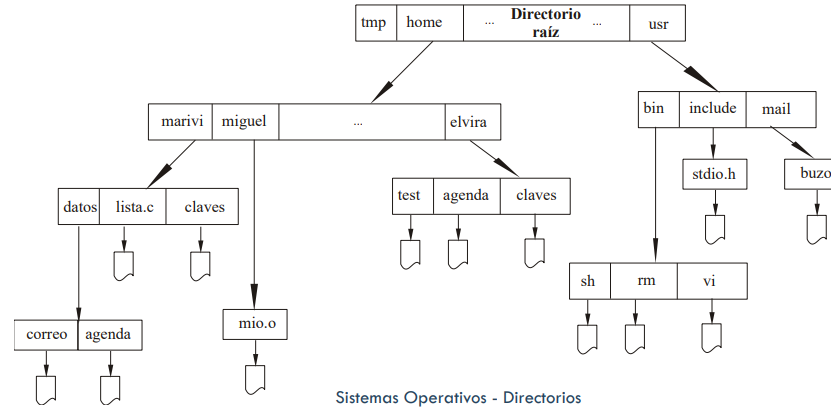 tmp home ... Directorio raíz ... usr
marivi miguel ... elvira
bin include mail
datos lista.c claves
test agenda claves
stdio.h
buzo
sh rm vi
correo agenda
mio.o
Sistemas Operativos - Directorios